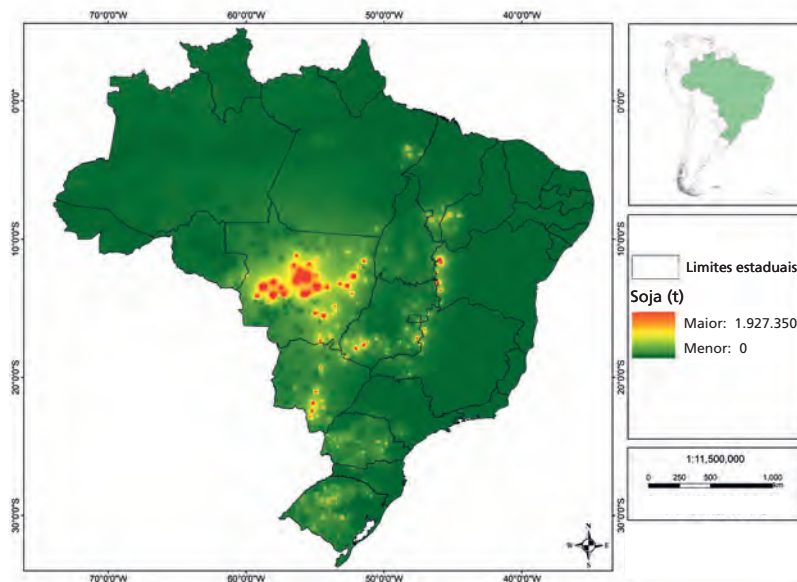 70°0'0"W 60°0'0"W 50°0'0"W 40°0'0"W
0°0'0"
10°0'0"S
20°0'0"S
30°0'0"S
0°0'0"
10°0'0"S
20°0'0"S
30°0'0"S
70°0'0"W 60°0'0"W 50°0'0"W 40°0'0"W
N
W E
S
Limites estaduais
Soja (t)
Maior: 1.927.350
Menor: 0
1:11,500,000
0 250 500 1,000
km